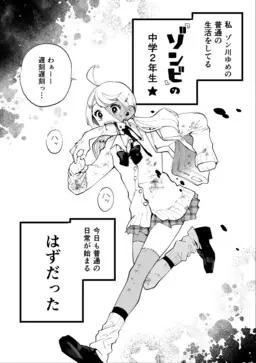 私 ゾン川ゆめの
普通の
生活をしてる
ゾンビの
中学2年生★
わぁーー
遅刻遅刻っ…
今日も普通の
日常が始まる
はずだった